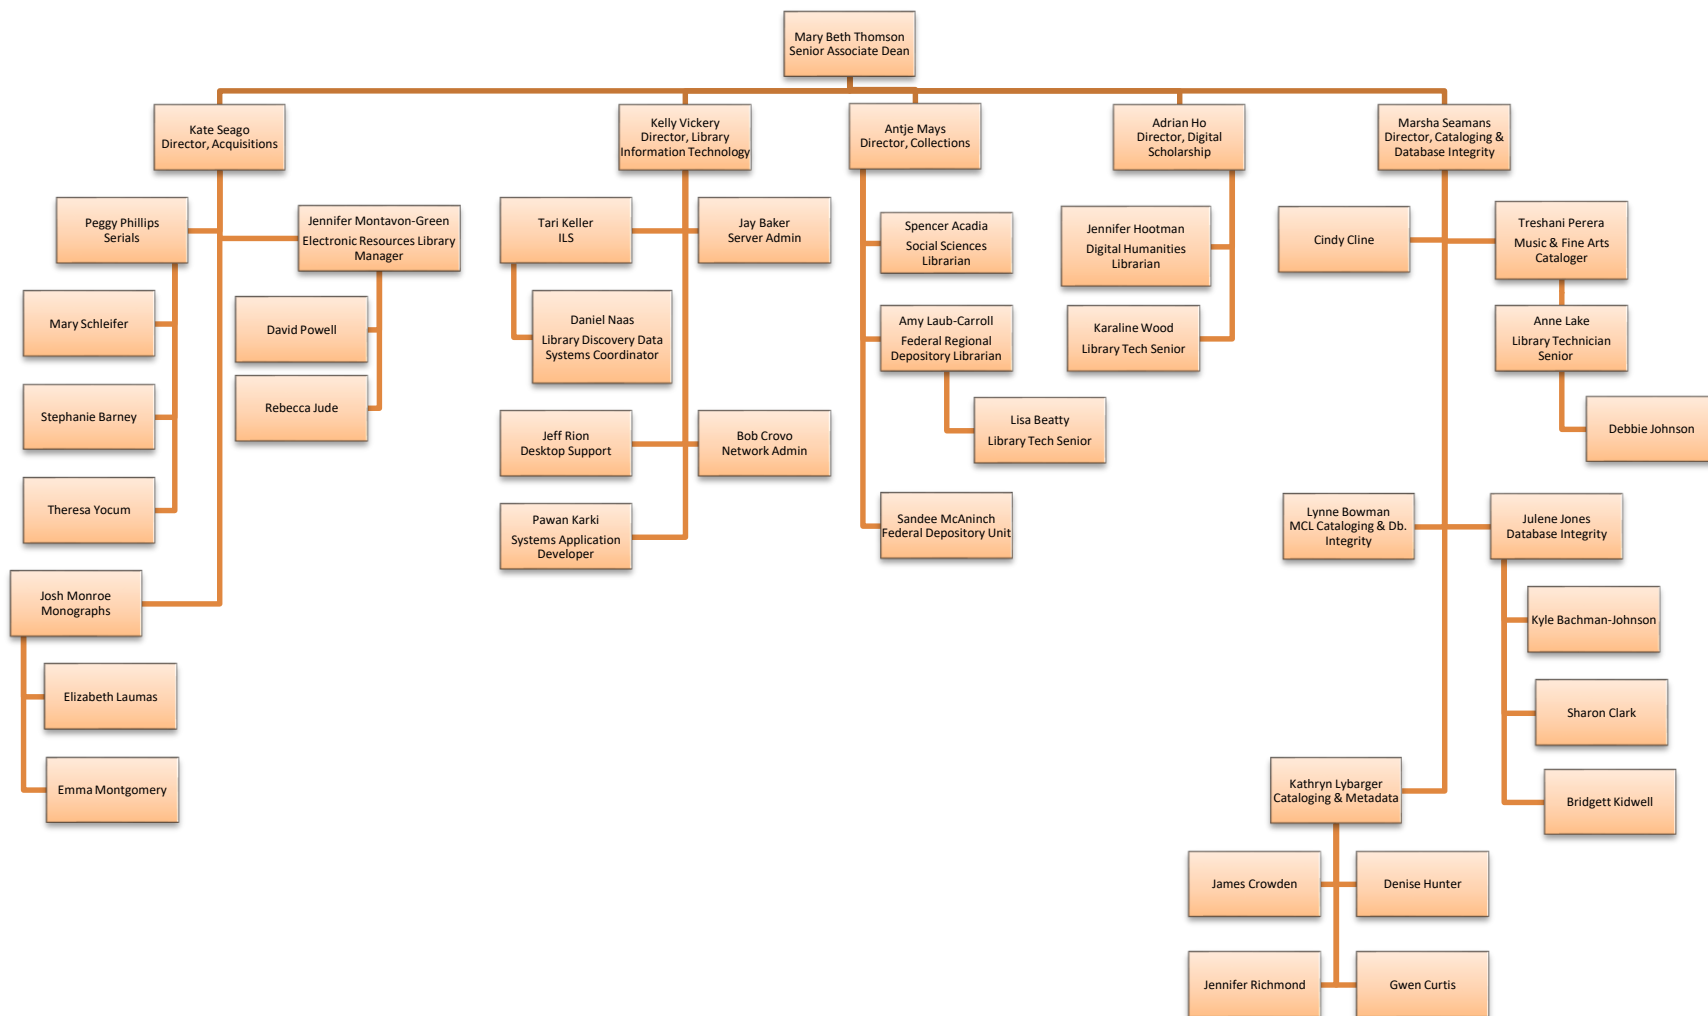 Mary Beth Thomson
Senior Associate Dean
Kate Seago
Director, Acquisitions
Kelly Vickery
Director, Library
Information Technology
Antje Mays
Director, Collections
Adrian Ho
Director, Digital
Scholarship
Marsha Seamans
Director, Cataloging &
Database Integrity
Peggy Phillips
Serials
Jennifer Montavon-Green
Electronic Resources Library
Manager
Mary Schleifer
David Powell
Stephanie Barney
Rebecca Jude
Theresa Yocum
Josh Monroe
Monographs
Elizabeth Laumas
Emma Montgomery
Tari Keller
ILS
Jay Baker
Server Admin
Daniel Naas
Library Discovery Data
Systems Coordinator
Jeff Rion
Desktop Support
Bob Crovo
Network Admin
Pawan Karki
Systems Application
Developer
Spencer Acadia
Social Sciences
Librarian
Amy Laub-Carroll
Federal Regional
Depository Librarian
Lisa Beatty
Library Tech Senior
Sandee McAninch
Federal Depository Unit
Jennifer Hootman
Digital Humanities
Librarian
Karaline Wood
Library Tech Senior
Cindy Cline
Treshani Perera
Music & Fine Arts
Cataloger
Anne Lake
Library Technician
Senior
Debbie Johnson
Lynne Bowman
MCL Cataloging & Db.
Integrity
Julene Jones
Database Integrity
Kyle Bachman-Johnson
Sharon Clark
Bridgett Kidwell
Kathryn Lybarger
Cataloging & Metadata
James Crowden
Denise Hunter
Jennifer Richmond
Gwen Curtis